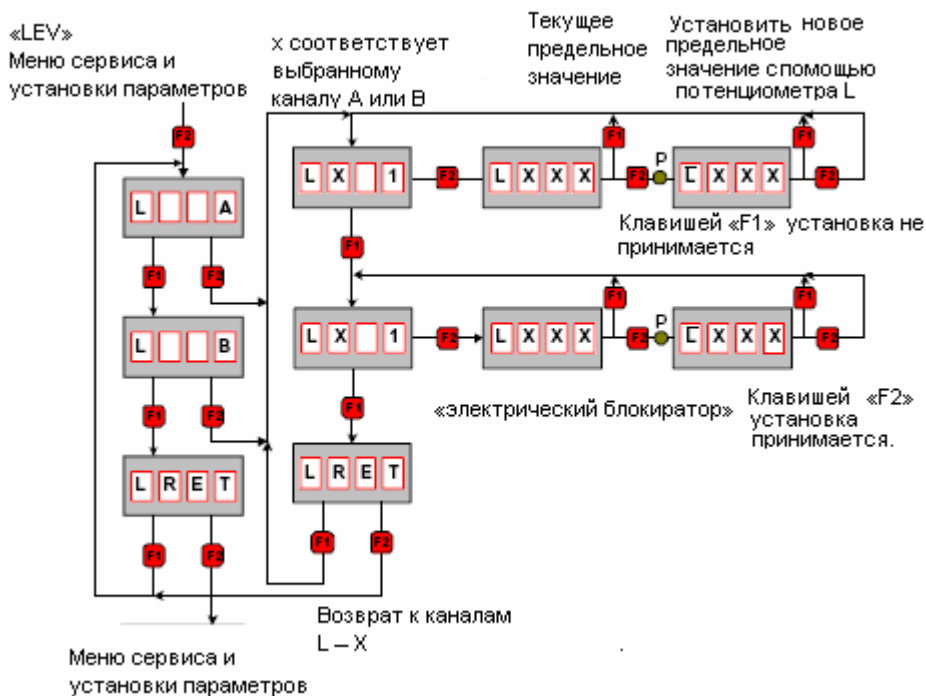 «LEV»
Меню сервиса и
установки параметров
x соответствует
выбранному
каналу A или B
Текущее
предельное
значение
Установить новое
предельное
значение спомощью
потенциометра L
F2
F1
F1
L X 1
F2
L X X X
F2
P
C X X X
F2
L A
Клавишей «F1» установка не
принимается
F1
F2
F1
F1
F1
L B
L X 1
F2
L X X X
F2
P
C X X X
F2
F1
F2
F1
«электрический блокиратор»
Клавишей «F2»
установка
принимается.
L R E T
L R E T
F1
F2
F1
F2
Возврат к каналам
L – X
.
Меню сервиса и
установки параметров